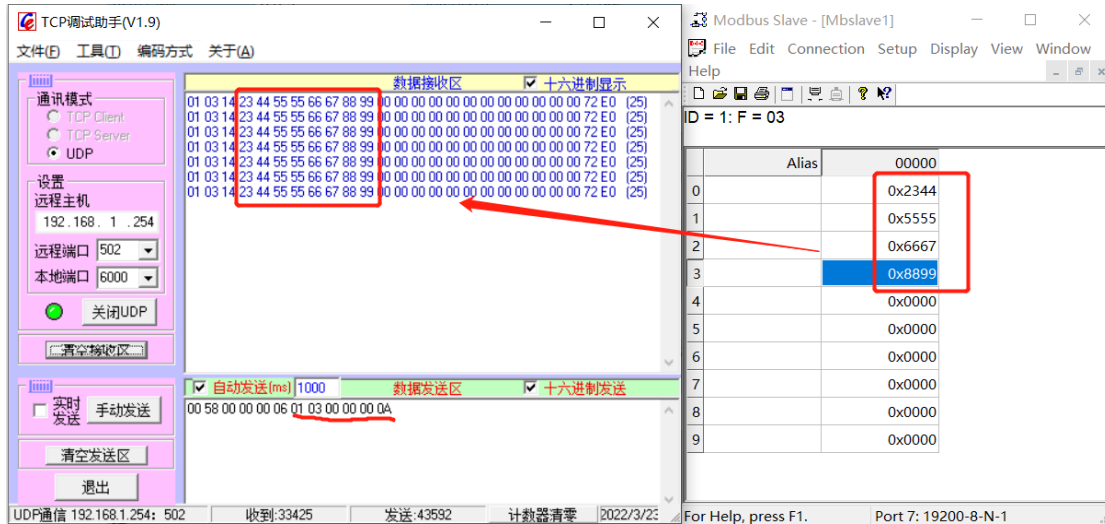 TCP调试助手(V1.9)
文件(F) 工具(T) 编码方式 关于(A)
通讯模式
TCP Client
TCP Server
UDP
设置
远程主机
192.168. 1 .254
远程端口 502
本地端口 6000
关闭UDP
清空接收区
数据接收区 十六进制显示
01 03 14 23 44 55 55 66 67 88 99 00 00 00 00 00 00 00 00 00 00 00 00 72 E0 (25)
01 03 14 23 44 55 55 66 67 88 99 00 00 00 00 00 00 00 00 00 00 00 00 72 E0 (25)
01 03 14 23 44 55 55 66 67 88 99 00 00 00 00 00 00 00 00 00 00 00 00 72 E0 (25)
01 03 14 23 44 55 55 66 67 88 99 00 00 00 00 00 00 00 00 00 00 00 00 72 E0 (25)
01 03 14 23 44 55 55 66 67 88 99 00 00 00 00 00 00 00 00 00 00 00 00 72 E0 (25)
01 03 14 23 44 55 55 66 67 88 99 00 00 00 00 00 00 00 00 00 00 00 00 72 E0 (25)
01 03 14 23 44 55 55 66 67 88 99 00 00 00 00 00 00 00 00 00 00 00 00 72 E0 (25)
实时发送 手动发送
清空发送区
退出
自动发送(ms) 1000 数据发送区 十六进制发送
00 58 00 00 00 06 01 03 00 00 00 0A
UDP通信 192.168.1.254: 502 收到:33425 发送:43592 计数器清零 2022/3/23
Modbus Slave - [Mbslave1]
File Edit Connection Setup Display View Window
Help
ID = 1: F = 03
Alias 00000
0 0x2344
1 0x5555
2 0x6667
3 0x8899
4 0x0000
5 0x0000
6 0x0000
7 0x0000
8 0x0000
9 0x0000
For Help, press F1. Port 7: 19200-8-N-1